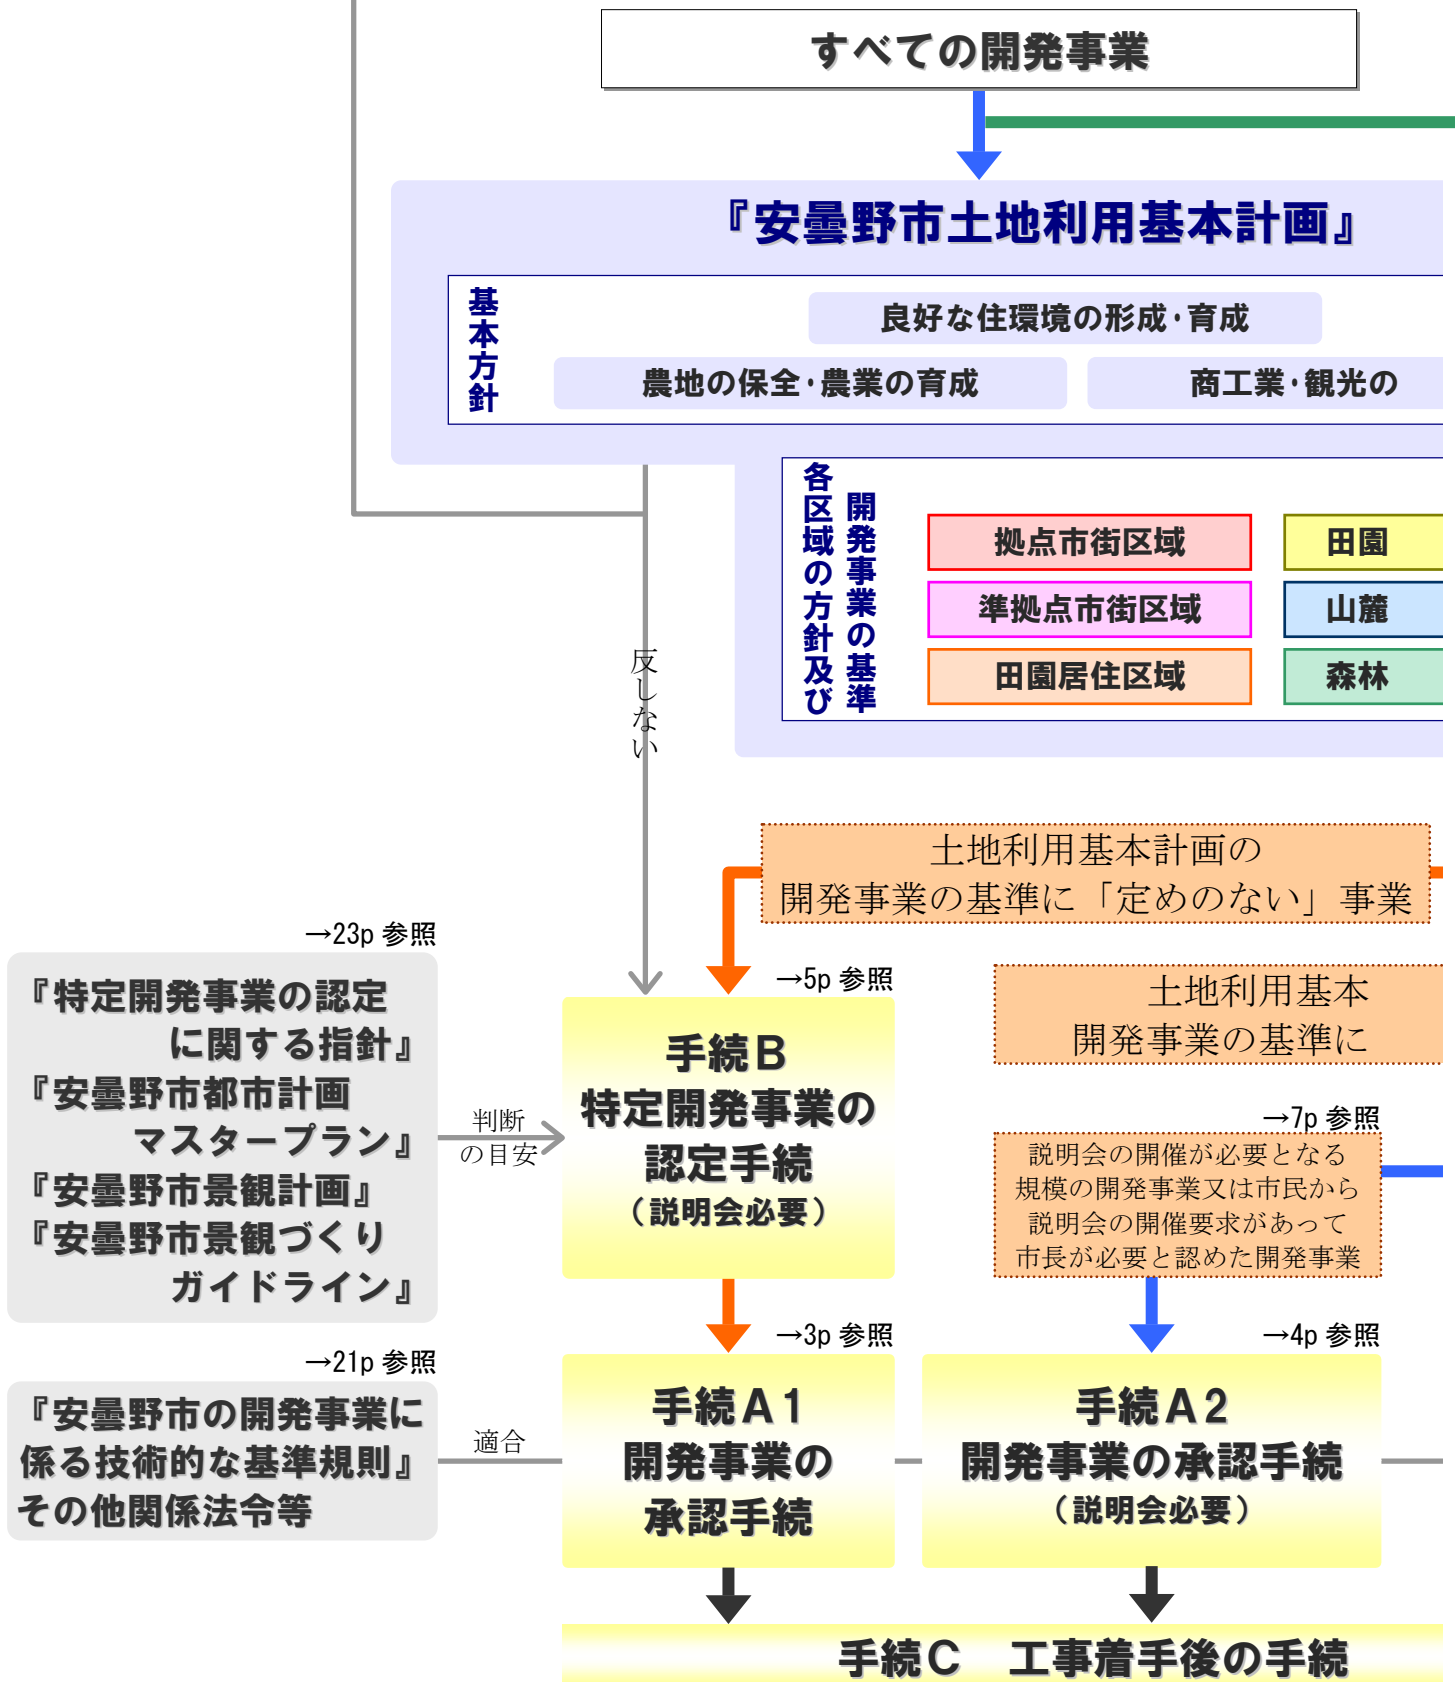 すべての開発事業
『安曇野市土地利用基本計画』
基本方針
良好な住環境の形成・育成
農地の保全・農業の育成
商工業・観光の
各区域の方針及び
開発事業の基準
拠点市街区域
田園
準拠点市街区域
山麓
田園居住区域
森林
反しない
土地利用基本計画の
開発事業の基準に「定めのない」事業
→23p 参照
『特定開発事業の認定
に関する指針』
『安曇野市都市計画
マスタープラン』
『安曇野市景観計画』
『安曇野市景観づくり
ガイドライン』
判断
の目安
→5p 参照
手続B
特定開発事業の
認定手続
（説明会必要）
土地利用基本
開発事業の基準に
→7p 参照
説明会の開催が必要となる
規模の開発事業又は市民から
説明会の開催要求があって
市長が必要と認めた開発事業
→21p 参照
『安曇野市の開発事業に
係る技術的な基準規則』
その他関係法令等
適合
→3p 参照
手続A1
開発事業の
承認手続
→4p 参照
手続A2
開発事業の承認手続
（説明会必要）
手続C　工事着手後の手続